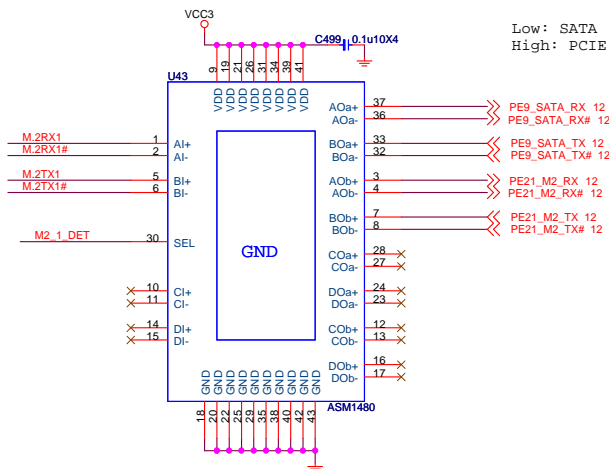 VCC3
C499 0.1u10X4
Low: SATA
High: PCIE
U43
9 19 21 26 31 34 39 41
VDD VDD VDD VDD VDD VDD VDD VDD
M.2RX1 1 AI+
M.2RX1# 2 AI-
M.2TX1 5 BI+
M.2TX1# 6 BI-
M2_1_DET 30 SEL
10 CI+
11 CI-
14 DI+
15 DI-
GND
AOa+ 37 PE9_SATA_RX 12
AOa- 36 PE9_SATA_RX# 12
BOa+ 33 PE9_SATA_TX 12
BOa- 32 PE9_SATA_TX# 12
AOb+ 3 PE21_M2_RX 12
AOb- 4 PE21_M2_RX# 12
BOb+ 7 PE21_M2_TX 12
BOb- 8 PE21_M2_TX# 12
COa+ 28
COa- 27
DOa+ 24
DOa- 23
COb+ 12
COb- 13
DOb+ 16
DOb- 17
GND GND GND GND GND GND GND GND GND GND
18 20 22 25 29 35 38 40 42 43
ASM1480